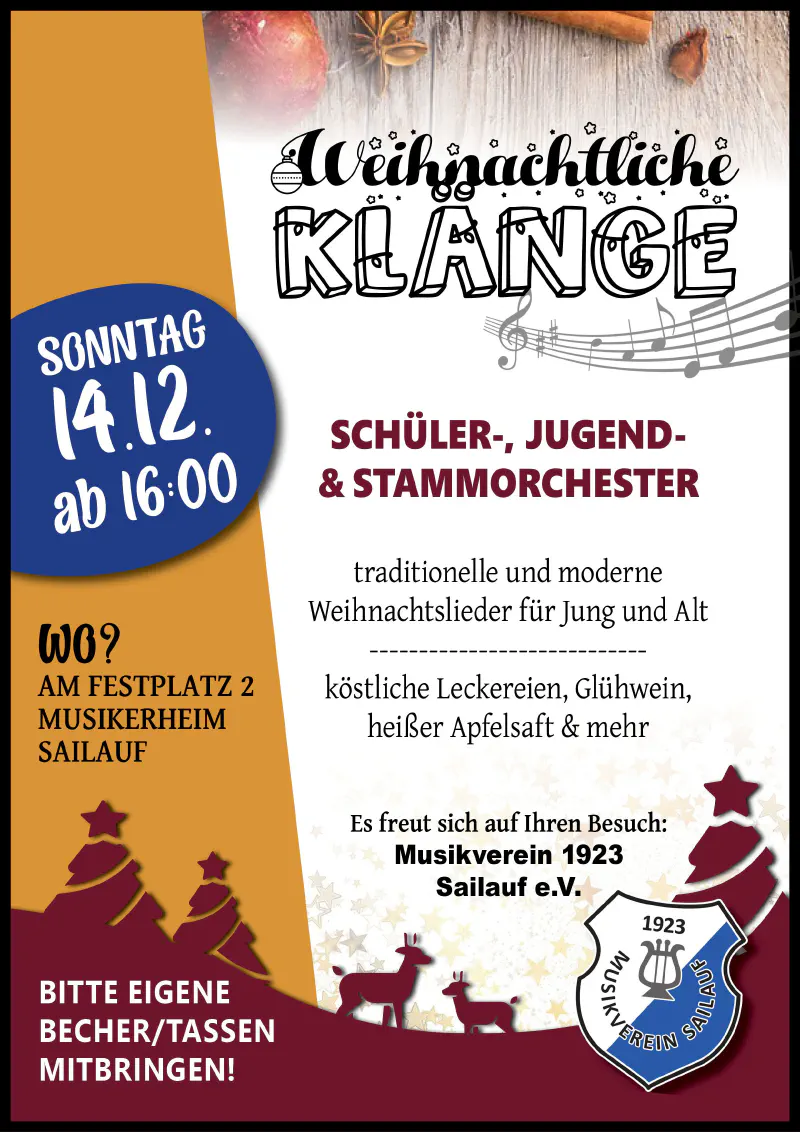 Weihnachtliche
KLÄNGE
SONNTAG
14.12.
ab 16:00
SCHÜLER-, JUGEND-
& STAMMORCHESTER
traditionelle und moderne
Weihnachtslieder für Jung und Alt
----------------------------
köstliche Leckereien, Glühwein,
heißer Apfelsaft & mehr
WO?
AM FESTPLATZ 2
MUSIKERHEIM
SAILAUF
Es freut sich auf Ihren Besuch:
Musikverein 1923
Sailauf e.V.
BITTE EIGENE
BECHER/TASSEN
MITBRINGEN!
1923
MUSIKVEREIN SAILAUF